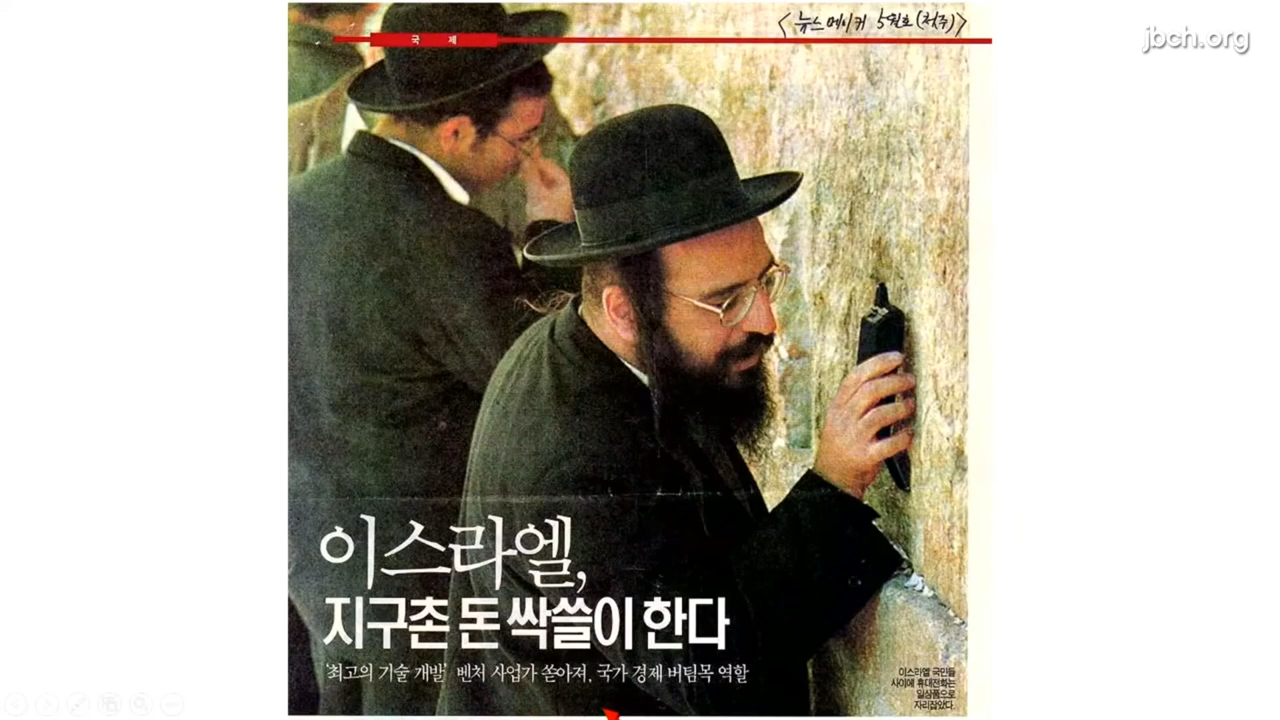 <뉴스메이커 5월호(첫주)>
jbch.org
국 제
이스라엘,
지구촌 돈 싹쓸이 한다
'최고의 기술 개발' 벤처 사업가 쏟아져, 국가 경제 버팀목 역할
이스라엘 국민들
사이에 휴대전화는
일상품으로
자리잡았다.